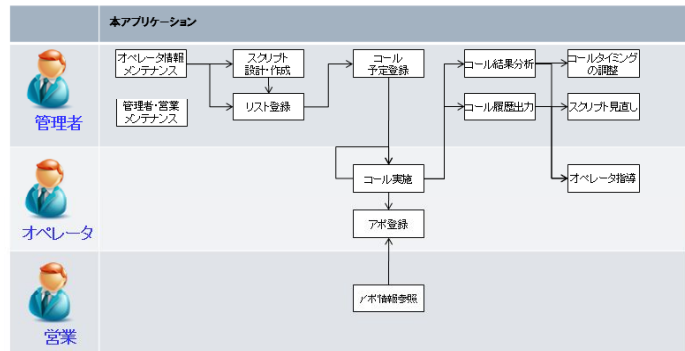 本アプリケーション
管理者
オペレータ情報
メンテナンス
スクリプト
設計・作成
コール
予定登録
コール結果分析
コールタイミング
の調整
管理者・営業
メンテナンス
リスト登録
コール履歴出力
スクリプト見直し
オペレータ
コール実施
オペレータ指導
アポ登録
営業
アポ情報参照